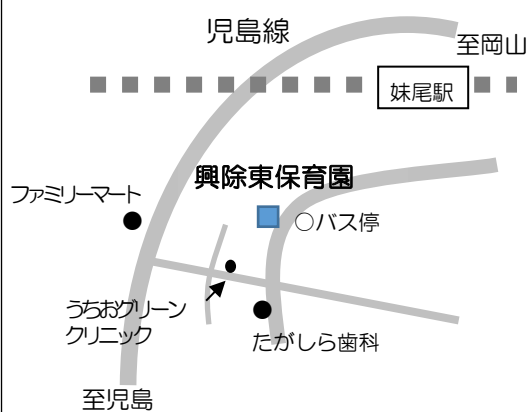 児島線
至岡山
妹尾駅
興除東保育園
ファミリーマート
○バス停
うちおグリーン
クリニック
たがしら歯科
至児島